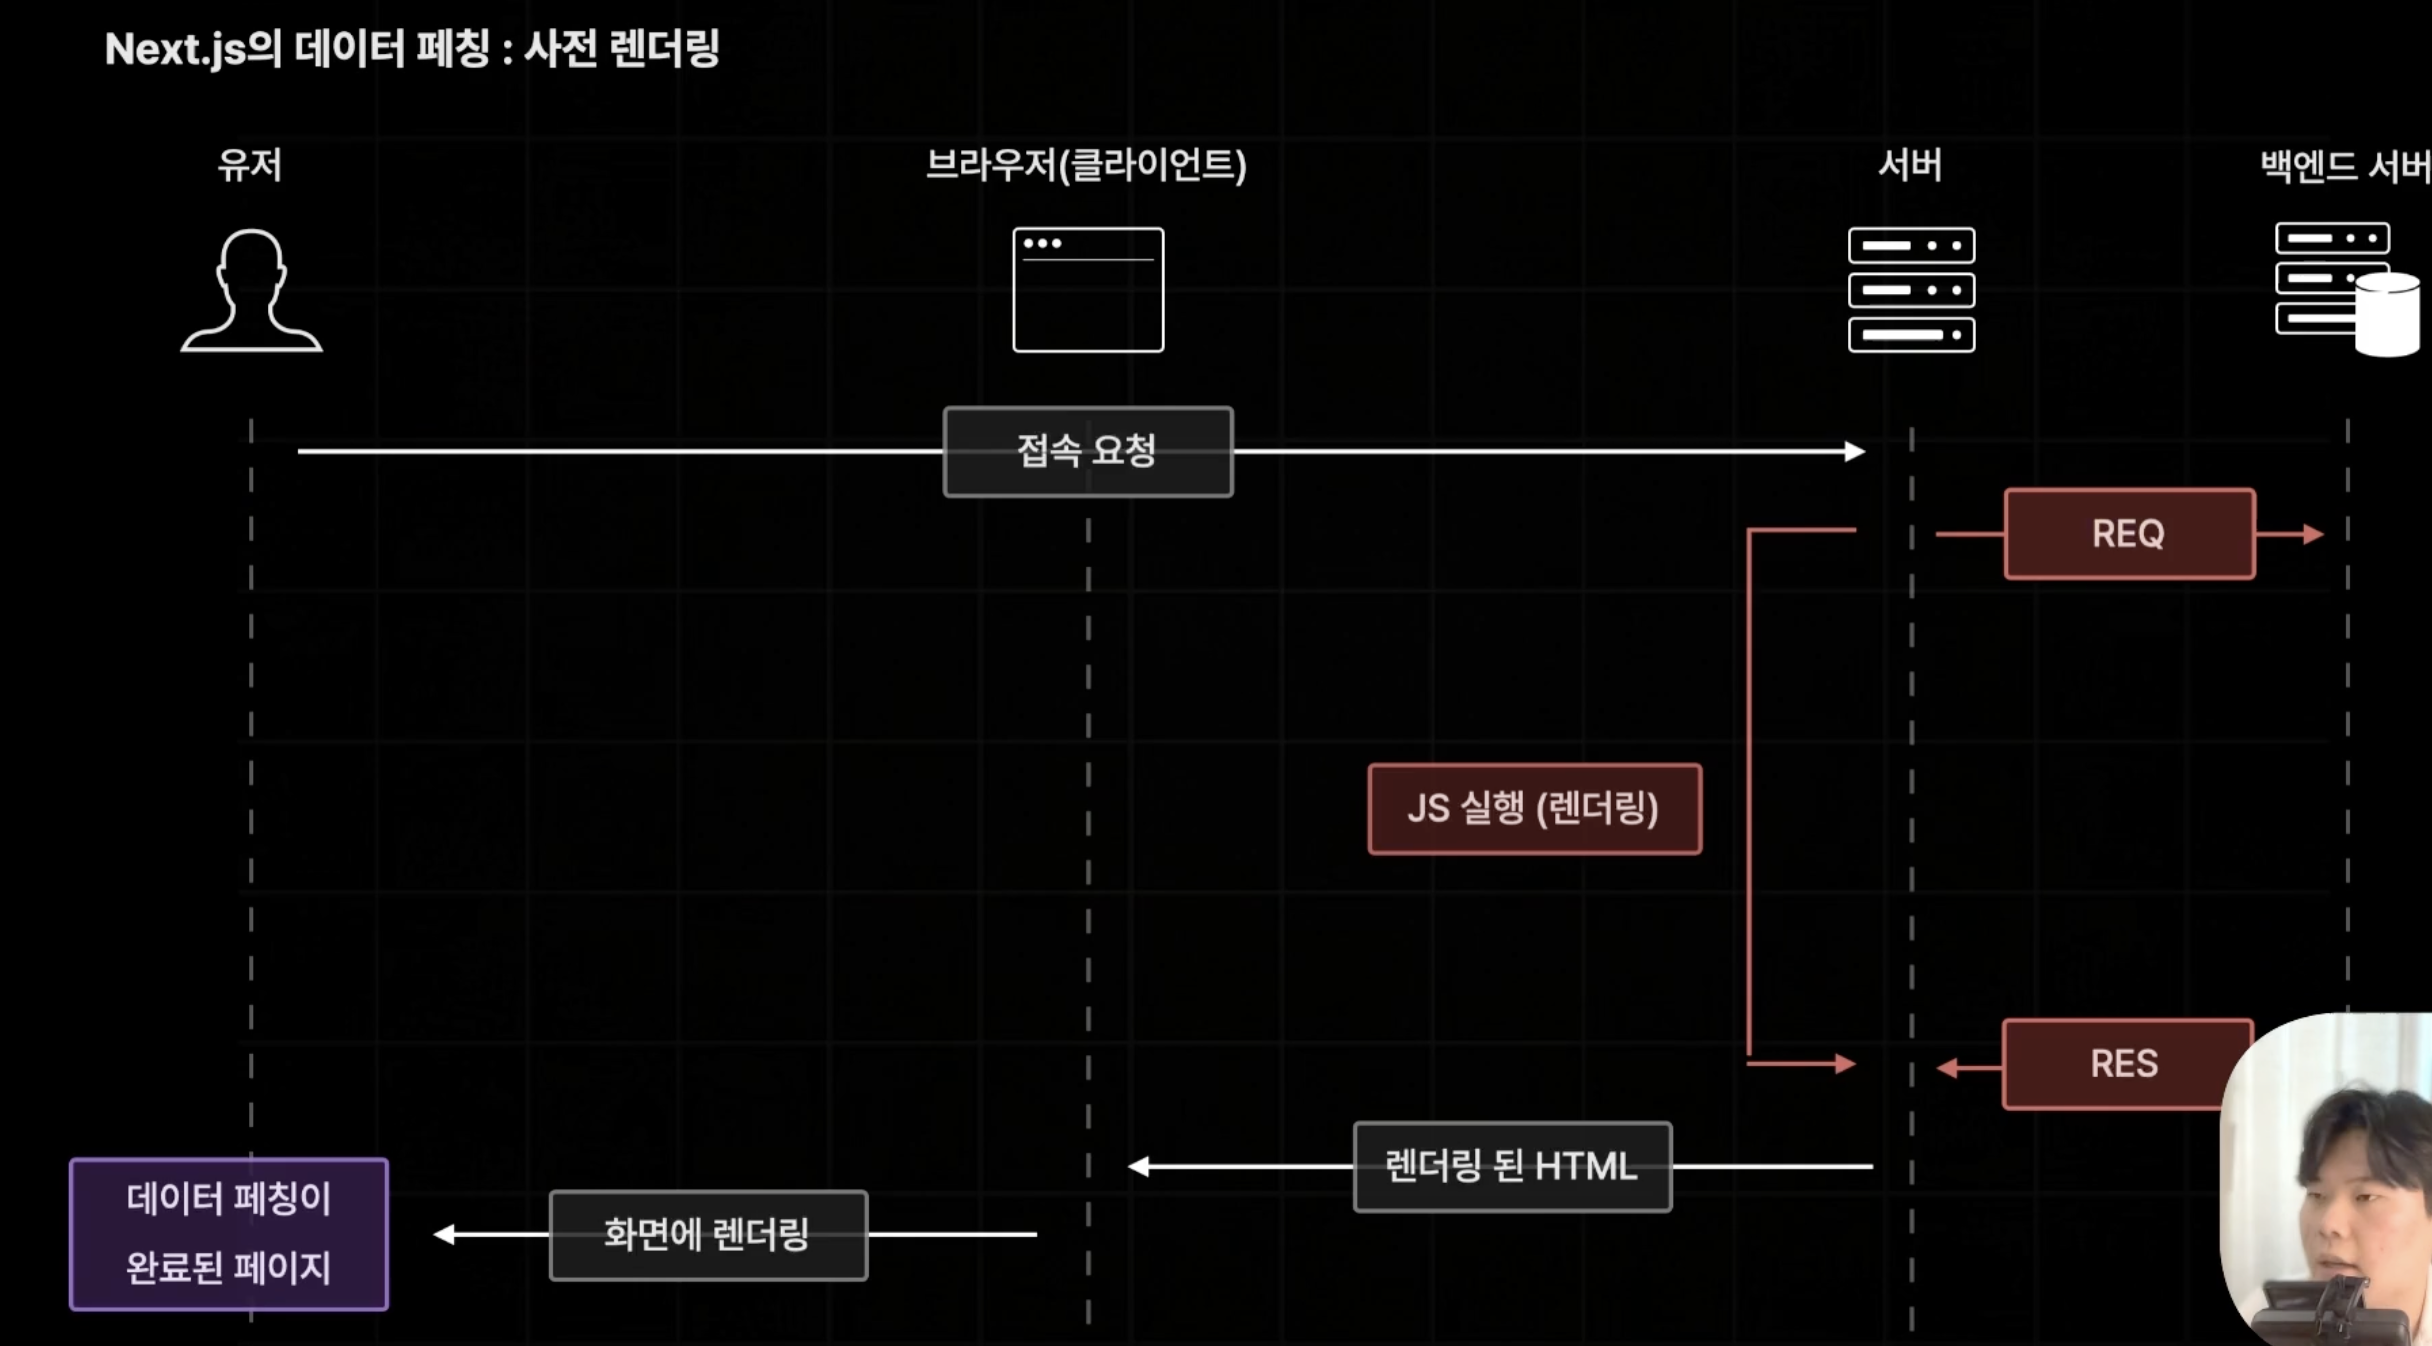 Next.js의 데이터 페칭 : 사전 렌더링
유저
브라우저(클라이언트)
서버
백엔드 서버
접속 요청
REQ
JS 실행 (렌더링)
RES
렌더링 된 HTML
화면에 렌더링
데이터 페칭이
완료된 페이지